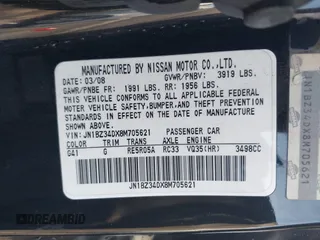 MANUFACTURED BY NISSAN MOTOR CO.,LTD.
DATE: 03/08 GVWR/PNBV: 3919 LBS.
GAWR/PNBE FR: 1991 LBS. RR: 1956 LBS.
THIS VEHICLE CONFORMS TO ALL APPLICABLE FEDERAL
MOTOR VEHICLE SAFETY, BUMPER, AND THEFT PREVENTION
STANDARDS IN EFFECT ON THE DATE OF MANUFACTURE
SHOWN ABOVE.
VIN: JN1BZ34DX8M705621 PASSENGER CAR
COLOR TRIM TRANS AXLE ENGINE
G41 G RE5R05A RC33 VQ35(HR) 3498CC
JN1BZ34DX8M705621
JN1BZ34DX8M705621
RESREMBID